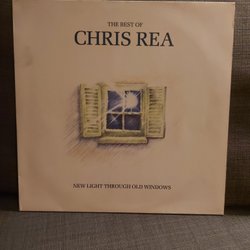 THE BEST OF
CHRIS REA
NEW LIGHT THROUGH OLD WINDOWS